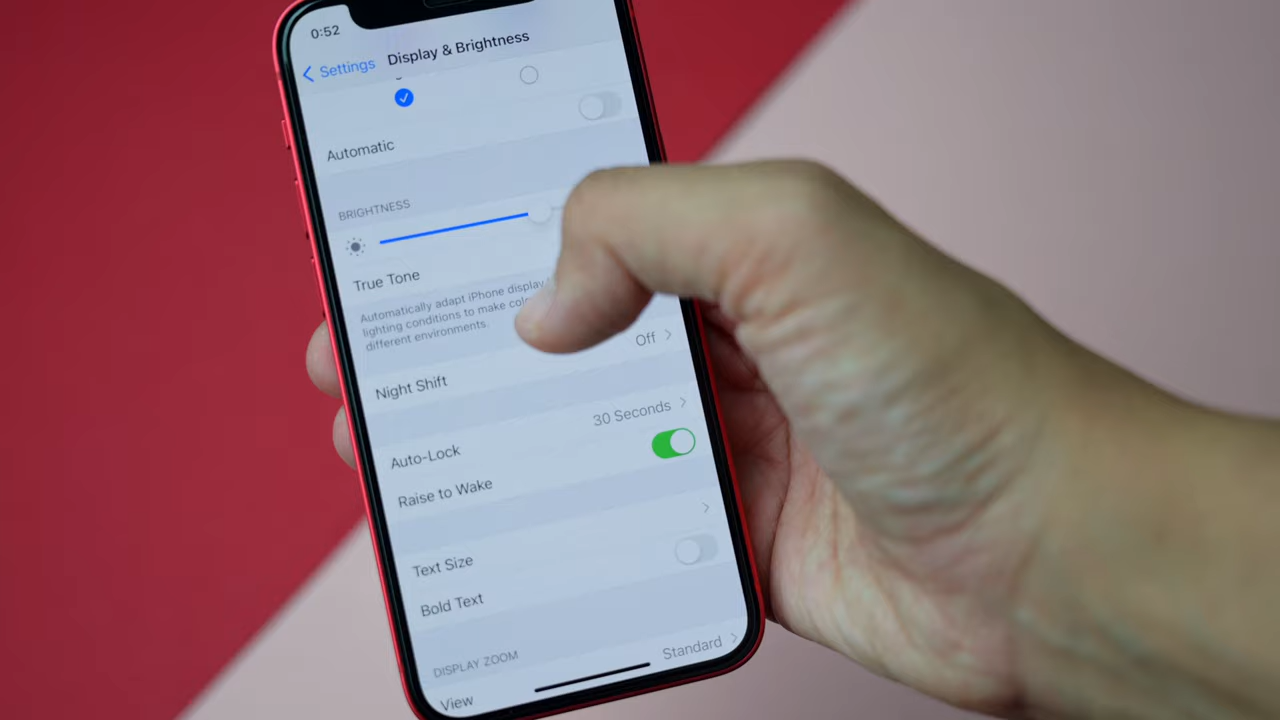 0:52
Settings
Display & Brightness
Automatic
BRIGHTNESS
True Tone
Automatically adapt iPhone display
lighting conditions to make
different environments.
Night Shift Off
Auto-Lock 30 Seconds
Raise to Wake
Text Size
Bold Text
DISPLAY ZOOM
View Standard